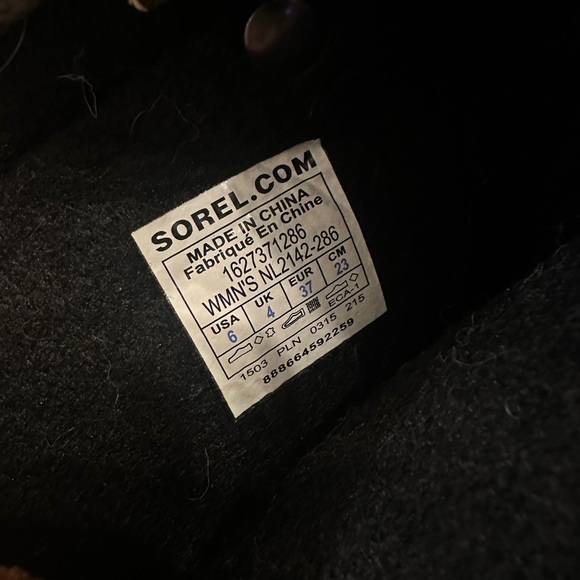 SOREL.COM
MADE IN CHINA
Fabriqué En Chine
1627371286
WMN'S NL2142-286
USA UK EUR CM
6 4 37 23
ECA-1
1503 PLN 0315 215
888664592259